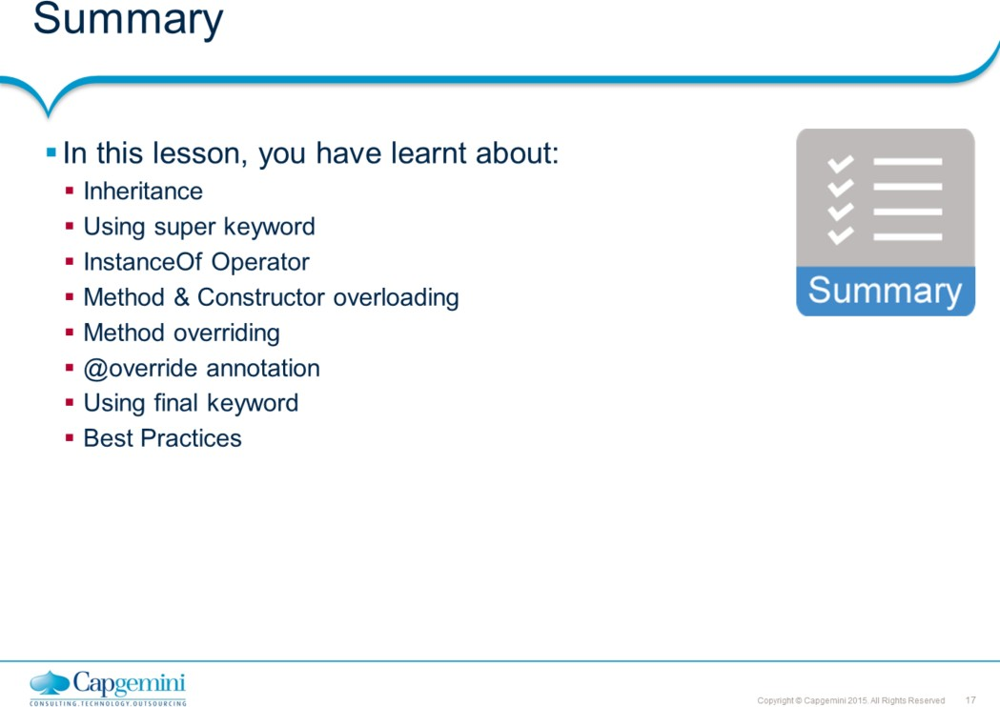 Summary
In this lesson, you have learnt about:
Inheritance
Using super keyword
InstanceOf Operator
Method & Constructor overloading
Method overriding
@override annotation
Using final keyword
Best Practices
Summary
Capgemini
CONSULTING.TECHNOLOGY.OUTSOURCING
Copyright © Capgemini 2015. All Rights Reserved 17